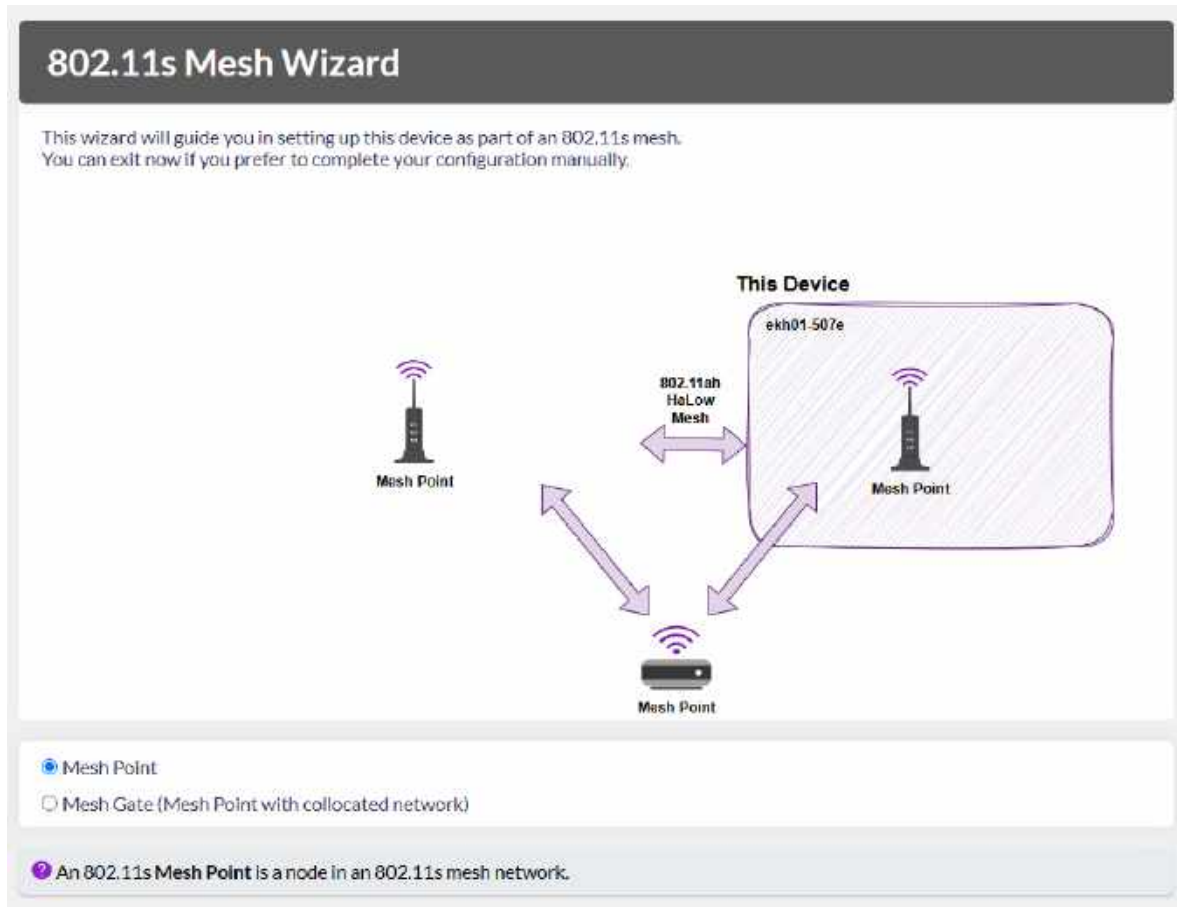 802.11s Mesh Wizard
This wizard will guide you in setting up this device as part of an 802.11s mesh.
You can exit now if you prefer to complete your configuration manually.
This Device
ekh01-507e
802.11ah
HaLow
Mesh
Mesh Point
Mesh Point
Mesh Point
Mesh Point
Mesh Gate (Mesh Point with collocated network)
? An 802.11s Mesh Point is a node in an 802.11s mesh network.